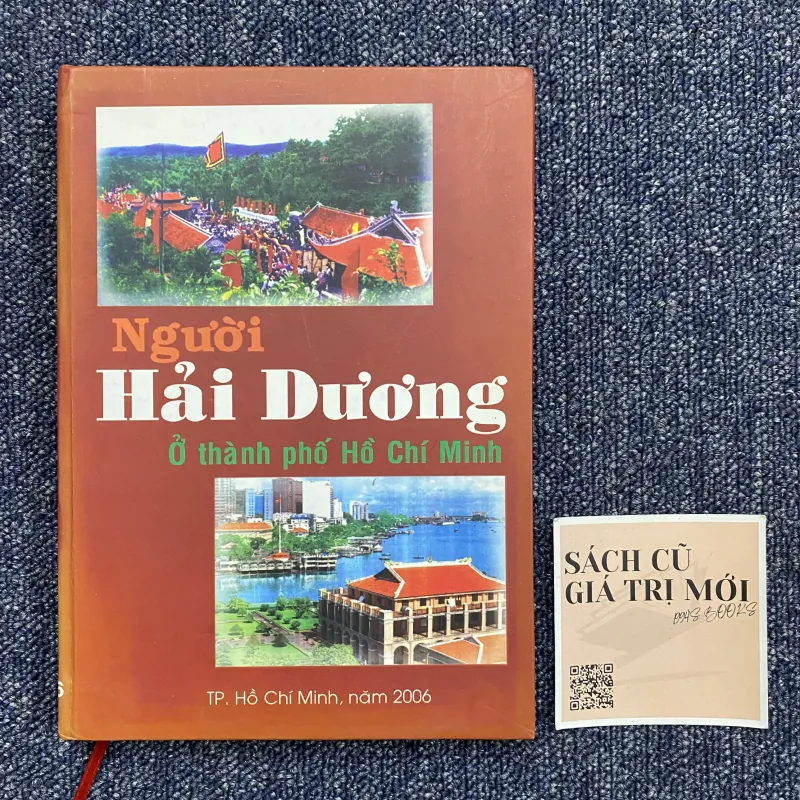 Người
Hải Dương
Ở thành phố Hồ Chí Minh
TP. Hồ Chí Minh, năm 2006
SÁCH CŨ
GIÁ TRỊ MỚI
BOOKS